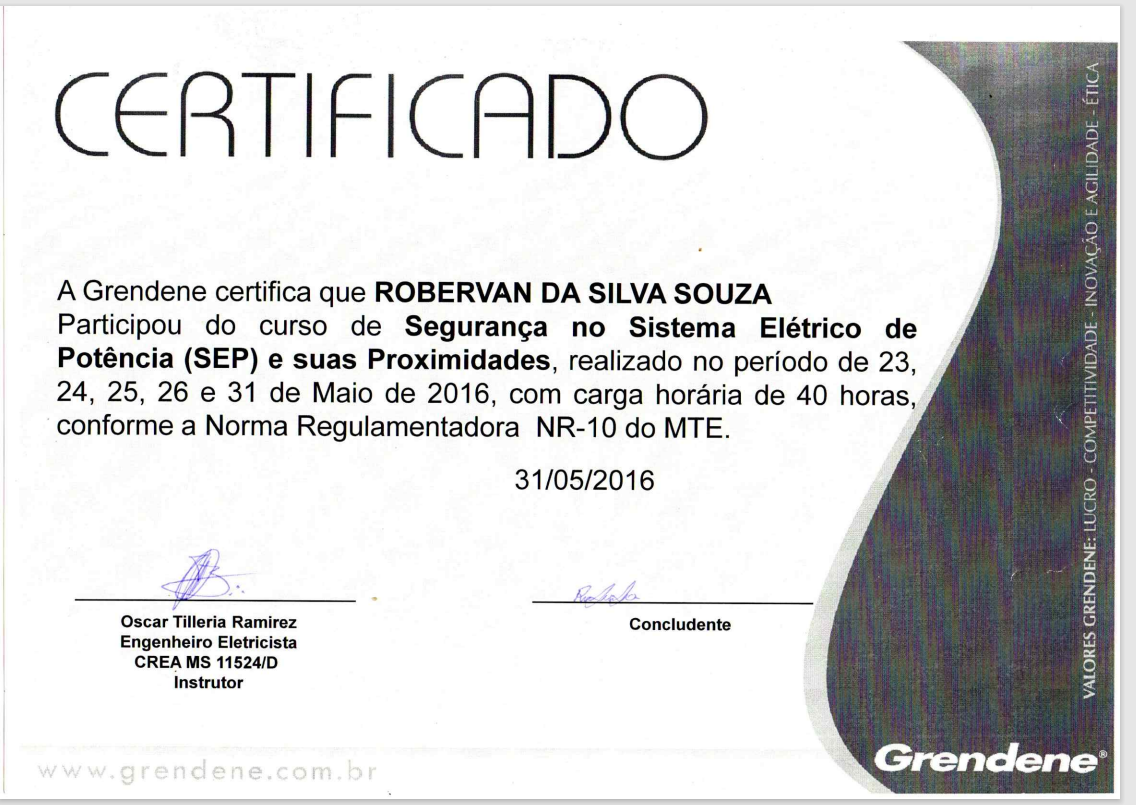 CERTIFICADO
A Grendene certifica que ROBERVAN DA SILVA SOUZA
Participou do curso de Segurança no Sistema Elétrico de
Potência (SEP) e suas Proximidades, realizado no período de 23,
24, 25, 26 e 31 de Maio de 2016, com carga horária de 40 horas,
conforme a Norma Regulamentadora NR-10 do MTE.
31/05/2016
Oscar Tilleria Ramirez
Engenheiro Eletricista
CREA MS 11524/D
Instrutor
Concludente
VALORES GRENDENE: LUCRO - COMPETITIVIDADE - INOVAÇÃO E AGILIDADE - ÉTICA
www.grendene.com.br
Grendene®